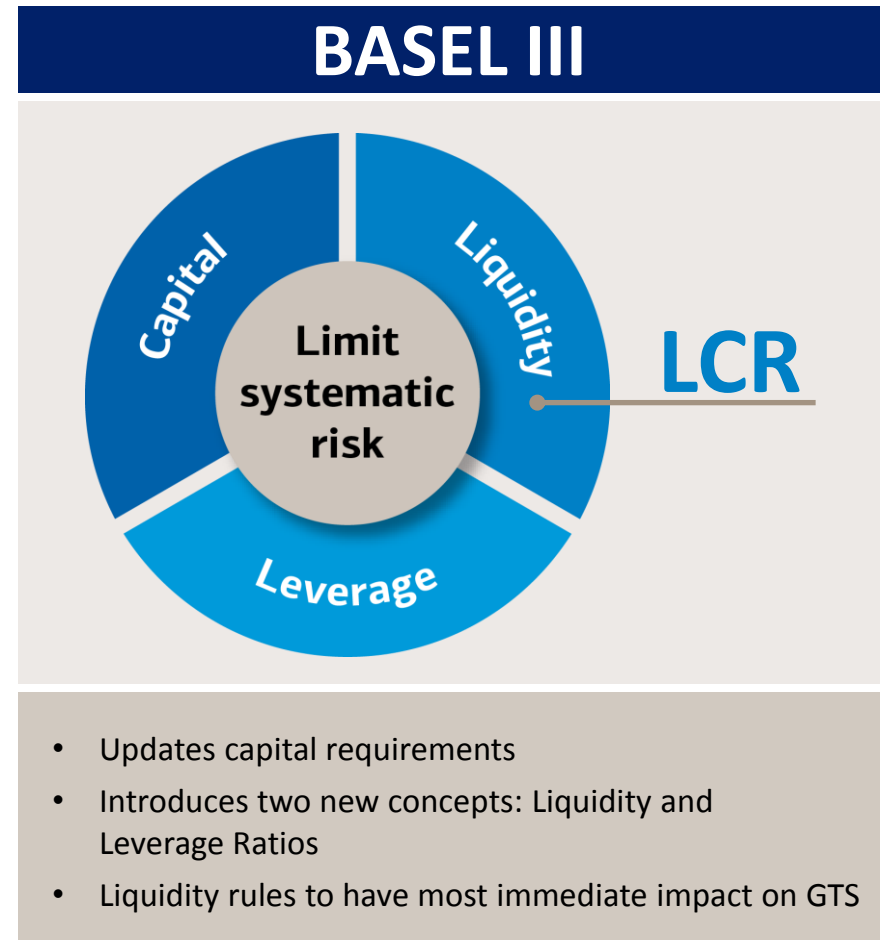 BASEL III
Capital
Liquidity
Limit
systematic
risk
LCR
Leverage
• Updates capital requirements
• Introduces two new concepts: Liquidity and
Leverage Ratios
• Liquidity rules to have most immediate impact on GTS